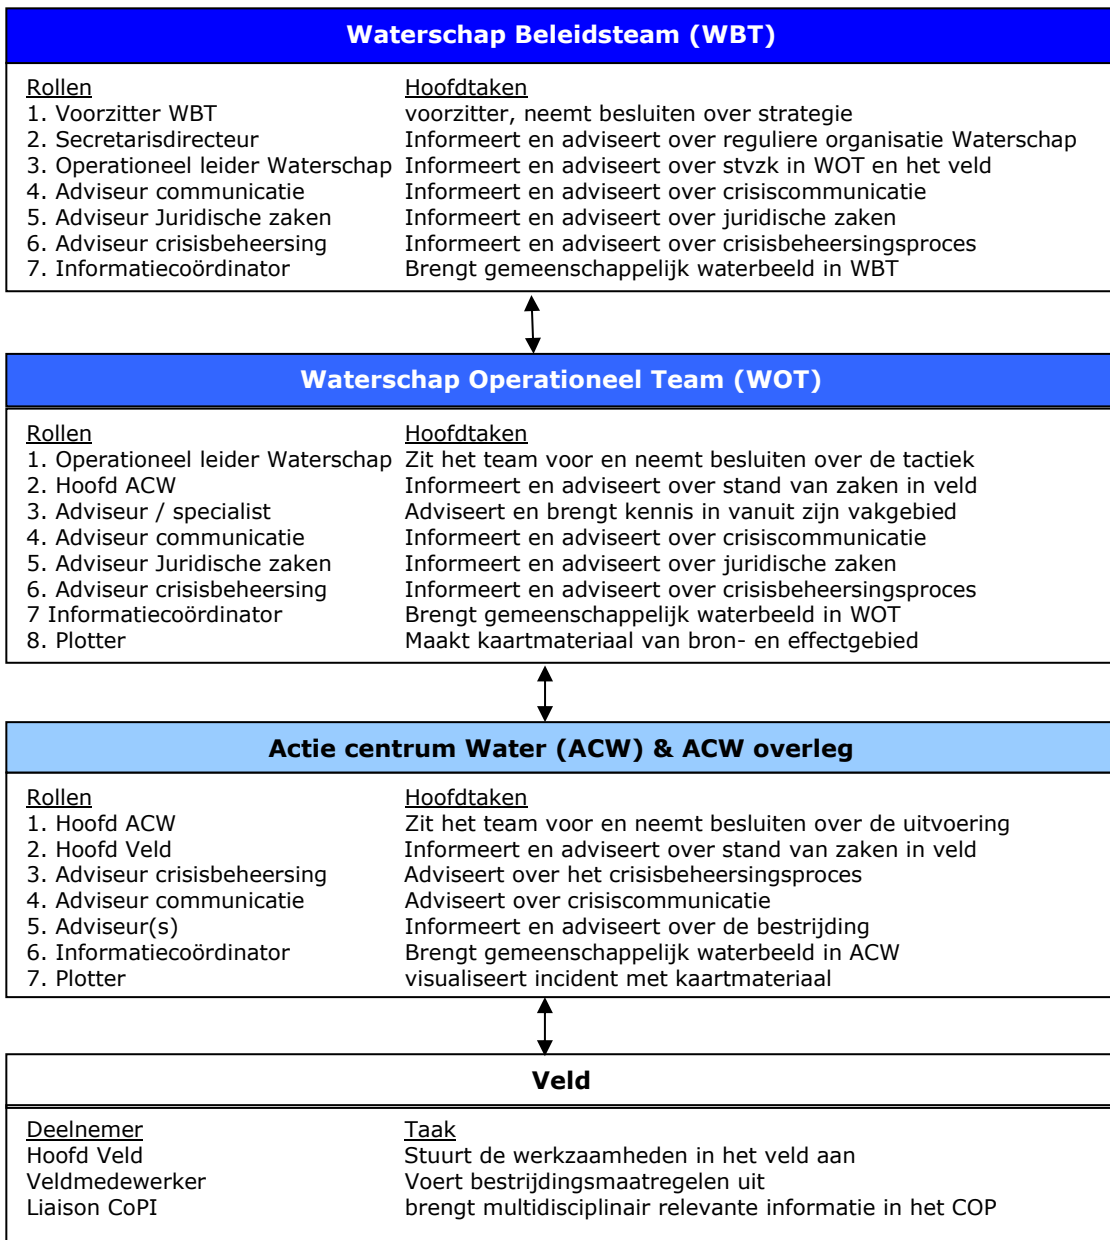 Waterschap Beleidsteam (WBT)
Rollen Hoofdtaken
1. Voorzitter WBT voorzitter, neemt besluiten over strategie
2. Secretarisdirecteur Informeert en adviseert over reguliere organisatie Waterschap
3. Operationeel leider Waterschap Informeert en adviseert over stvzk in WOT en het veld
4. Adviseur communicatie Informeert en adviseert over crisiscommunicatie
5. Adviseur Juridische zaken Informeert en adviseert over juridische zaken
6. Adviseur crisisbeheersing Informeert en adviseert over crisisbeheersingsproces
7. Informatiecoördinator Brengt gemeenschappelijk waterbeeld in WBT
Waterschap Operationeel Team (WOT)
Rollen Hoofdtaken
1. Operationeel leider Waterschap Zit het team voor en neemt besluiten over de tactiek
2. Hoofd ACW Informeert en adviseert over stand van zaken in veld
3. Adviseur / specialist Adviseert en brengt kennis in vanuit zijn vakgebied
4. Adviseur communicatie Informeert en adviseert over crisiscommunicatie
5. Adviseur Juridische zaken Informeert en adviseert over juridische zaken
6. Adviseur crisisbeheersing Informeert en adviseert over crisisbeheersingsproces
7 Informatiecoördinator Brengt gemeenschappelijk waterbeeld in WOT
8. Plotter Maakt kaartmateriaal van bron- en effectgebied
Actie centrum Water (ACW) & ACW overleg
Rollen Hoofdtaken
1. Hoofd ACW Zit het team voor en neemt besluiten over de uitvoering
2. Hoofd Veld Informeert en adviseert over stand van zaken in veld
3. Adviseur crisisbeheersing Adviseert over het crisisbeheersingsproces
4. Adviseur communicatie Adviseert over crisiscommunicatie
5. Adviseur(s) Informeert en adviseert over de bestrijding
6. Informatiecoördinator Brengt gemeenschappelijk waterbeeld in ACW
7. Plotter visualiseert incident met kaartmateriaal
Veld
Deelnemer Taak
Hoofd Veld Stuurt de werkzaamheden in het veld aan
Veldmedewerker Voert bestrijdingsmaatregelen uit
Liaison CoPI brengt multidisciplinair relevante informatie in het COP